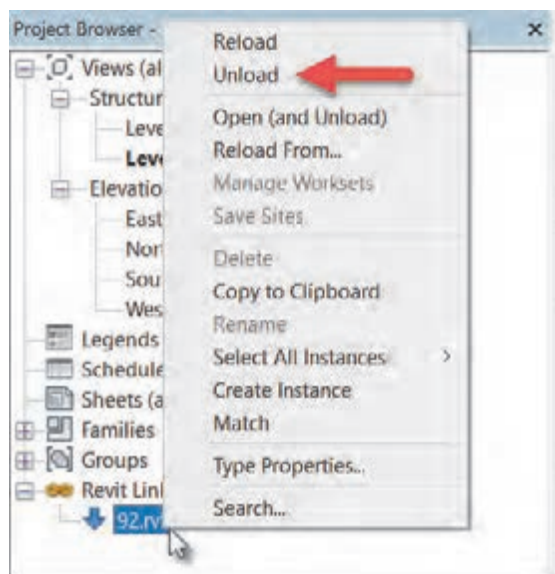 Project Browser -
Views (al
Structur
Leve
Leve
Elevatio
East
Nor
Sou
Wes
Legends
Schedule
Sheets (a
Families
Groups
Revit Lin
92.rv
Reload
Unload
Open (and Unload)
Reload From...
Manage Worksets
Save Sites
Delete
Copy to Clipboard
Rename
Select All Instances
Create Instance
Match
Type Properties...
Search...